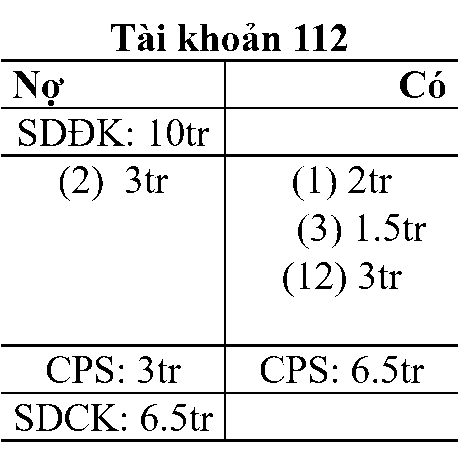 Tài khoản 112
Nợ Có
SDĐK: 10tr
(2) 3tr (1) 2tr
(3) 1.5tr
(12) 3tr
CPS: 3tr CPS: 6.5tr
SDCK: 6.5tr